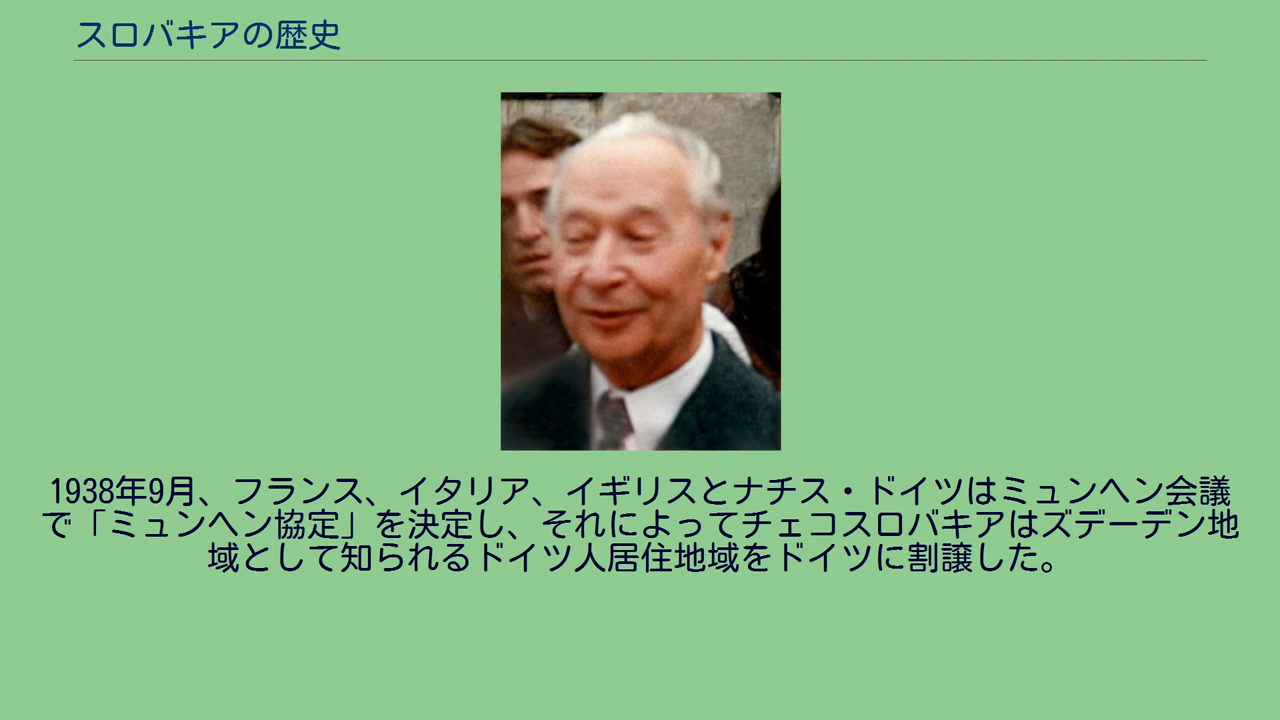 スロバキアの歴史
1938年9月、フランス、イタリア、イギリスとナチス・ドイツはミュンヘン会議
で「ミュンヘン協定」を決定し、それによってチェコスロバキアはズデーデン地
域として知られるドイツ人居住地域をドイツに割譲した。